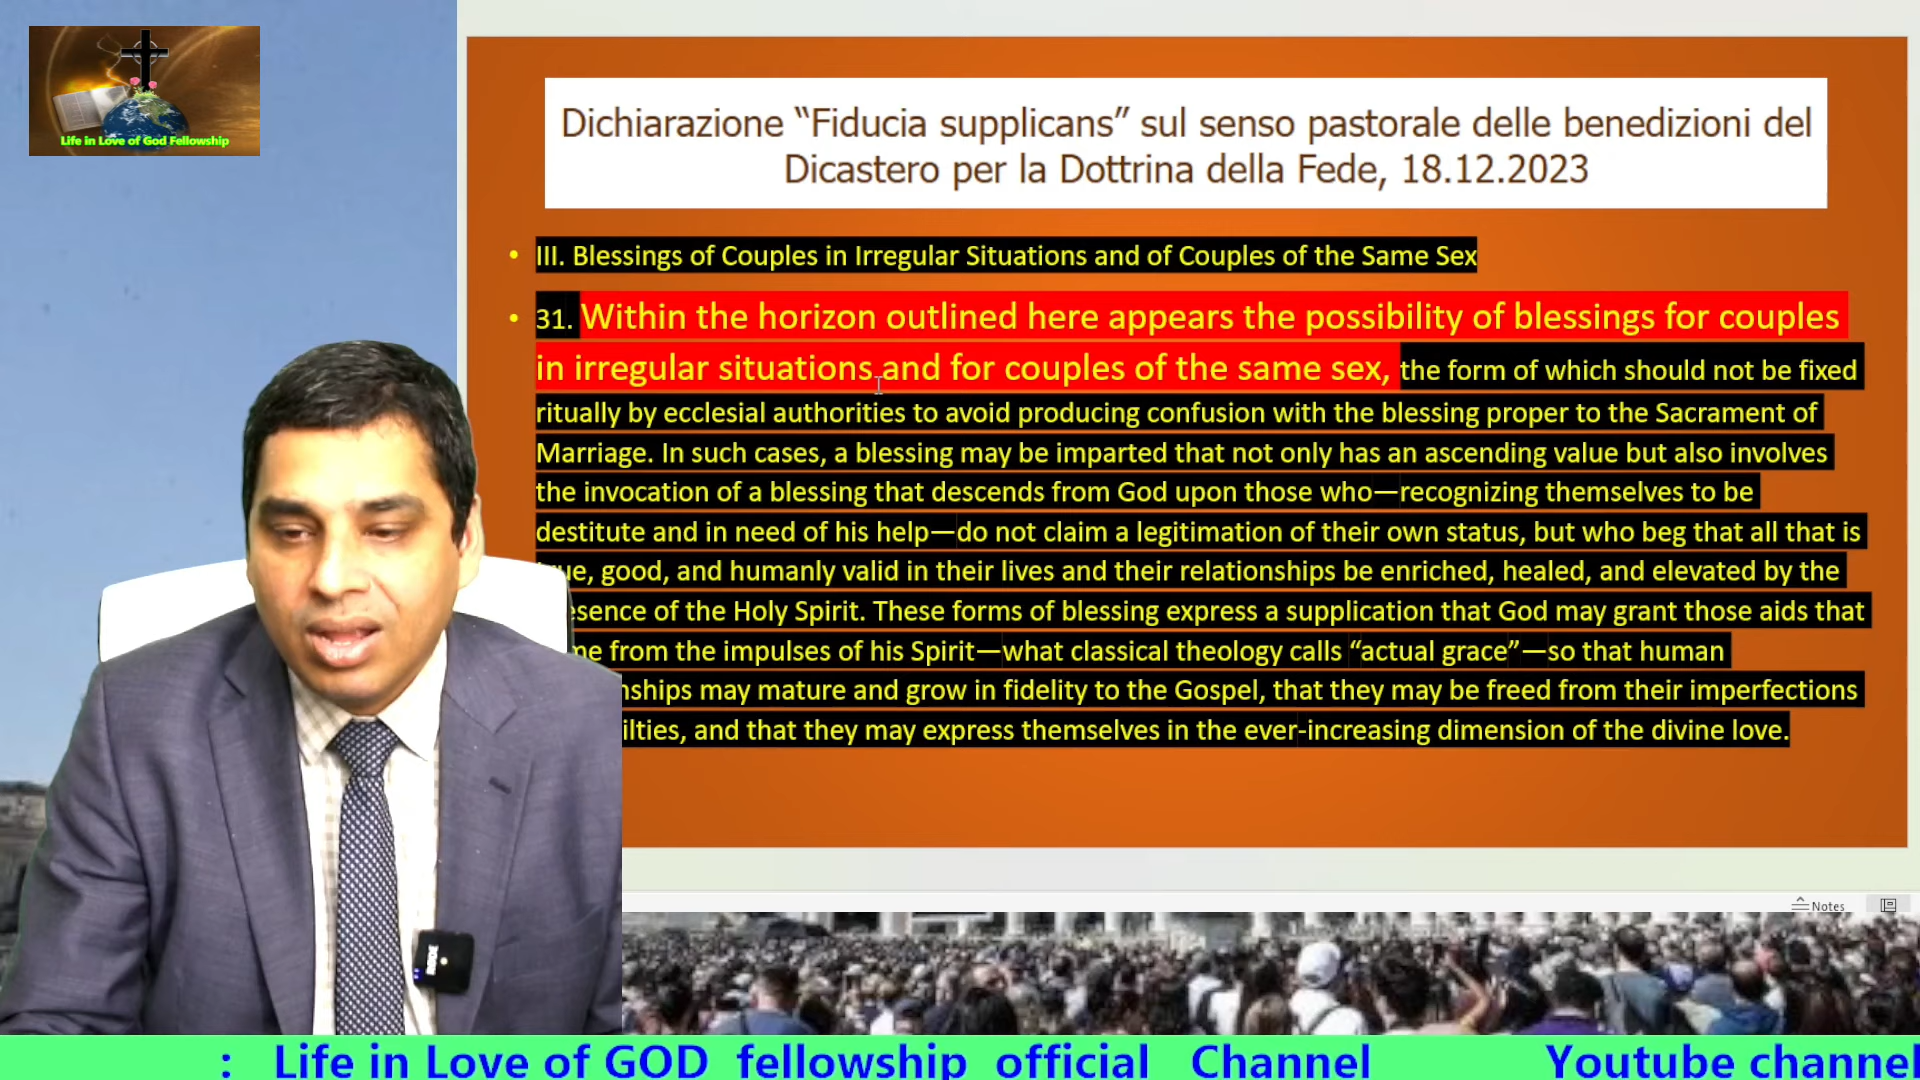 Life in Love of God Fellowship
Dichiarazione “Fiducia supplicans” sul senso pastorale delle benedizioni del
Dicastero per la Dottrina della Fede, 18.12.2023
• III. Blessings of Couples in Irregular Situations and of Couples of the Same Sex
• 31. Within the horizon outlined here appears the possibility of blessings for couples
in irregular situations and for couples of the same sex, the form of which should not be fixed
ritually by ecclesial authorities to avoid producing confusion with the blessing proper to the Sacrament of
Marriage. In such cases, a blessing may be imparted that not only has an ascending value but also involves
the invocation of a blessing that descends from God upon those who—recognizing themselves to be
destitute and in need of his help—do not claim a legitimation of their own status, but who beg that all that is
ue, good, and humanly valid in their lives and their relationships be enriched, healed, and elevated by the
esence of the Holy Spirit. These forms of blessing express a supplication that God may grant those aids that
me from the impulses of his Spirit—what classical theology calls “actual grace”—so that human
nships may mature and grow in fidelity to the Gospel, that they may be freed from their imperfections
ilties, and that they may express themselves in the ever-increasing dimension of the divine love.
Notes
RODE
: Life in Love of GOD fellowship official Channel Youtube channel